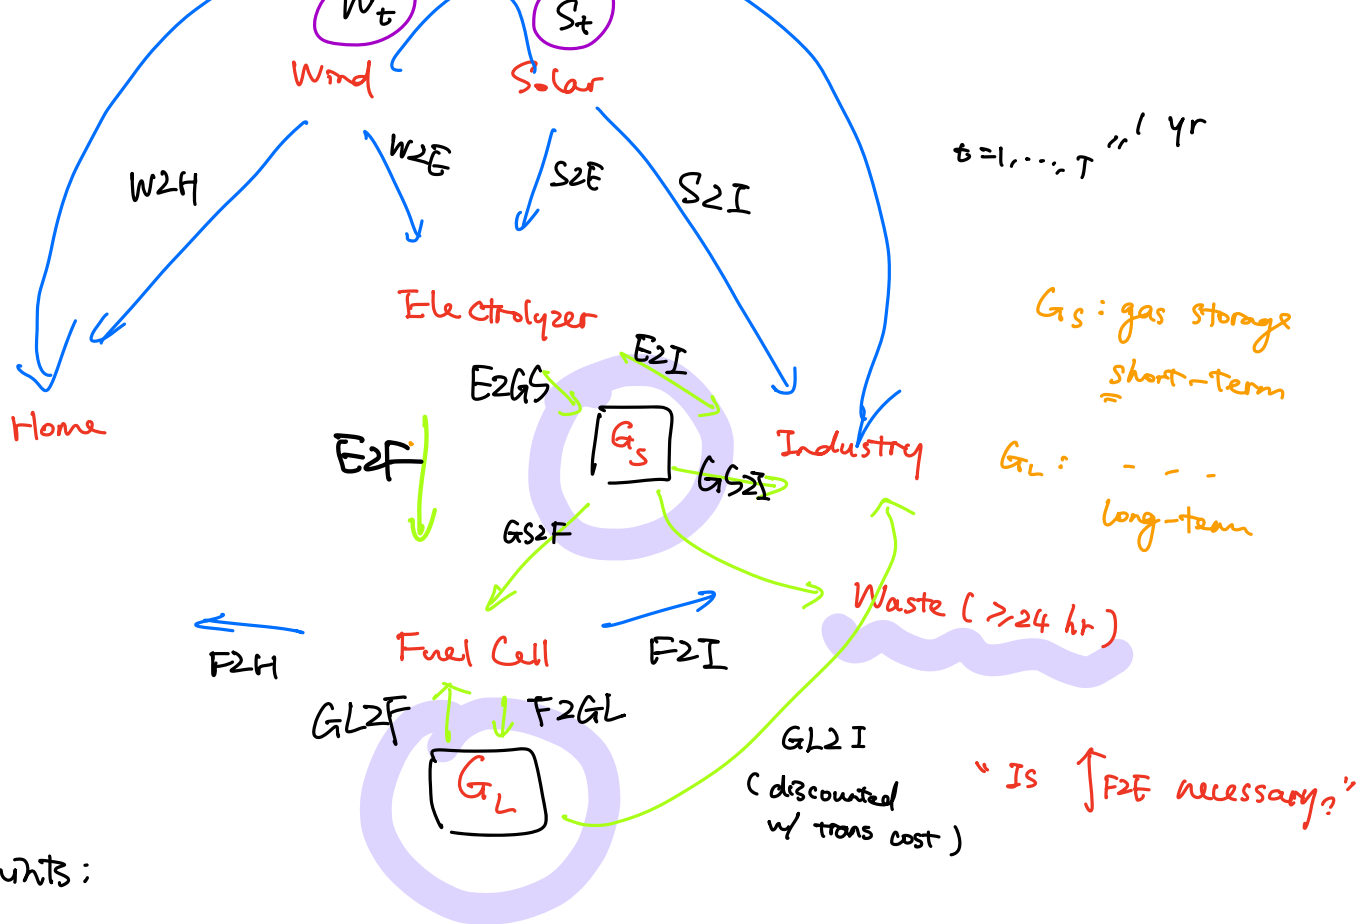 Wt
St
Wind
Solar
t=1,...,T
" 1 yr
W2E
W2H
S2E
S2I
Electrolyzer
Gs : gas storage
short-term
E2I
E2GS
Home
Gs
Industry
E2F
GS2I
GL : - - -
long-term
GS2F
Waste (≥24 hr)
Fuel Cell
F2H
F2I
GL2F
F2GL
GL
GL2I
(discounted
w/ trans cost)
"Is ↑F2E necessary?"